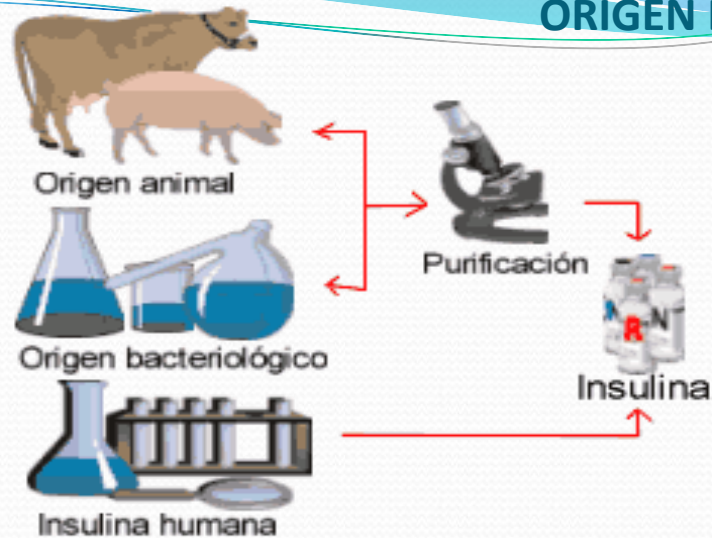 ORIGEN
Origen animal
Purificación
Origen bacteriológico
R
N
Insulina
Insulina humana